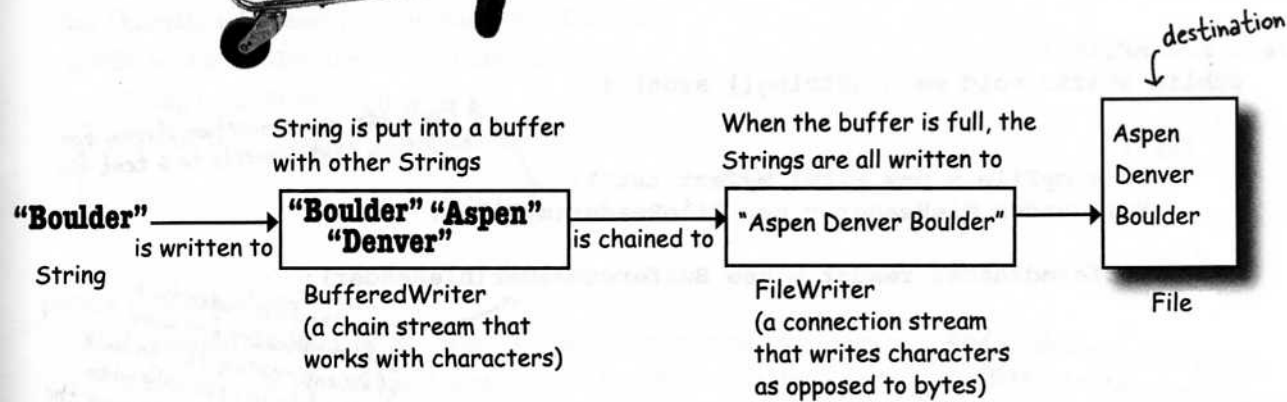 destination
String is put into a buffer
with other Strings
When the buffer is full, the
Strings are all written to
"Boulder"
is written to
String
"Boulder" "Aspen"
"Denver"
is chained to
"Aspen Denver Boulder"
Aspen
Denver
Boulder
BufferedWriter
(a chain stream that
works with characters)
FileWriter
(a connection stream
that writes characters
as opposed to bytes)
File